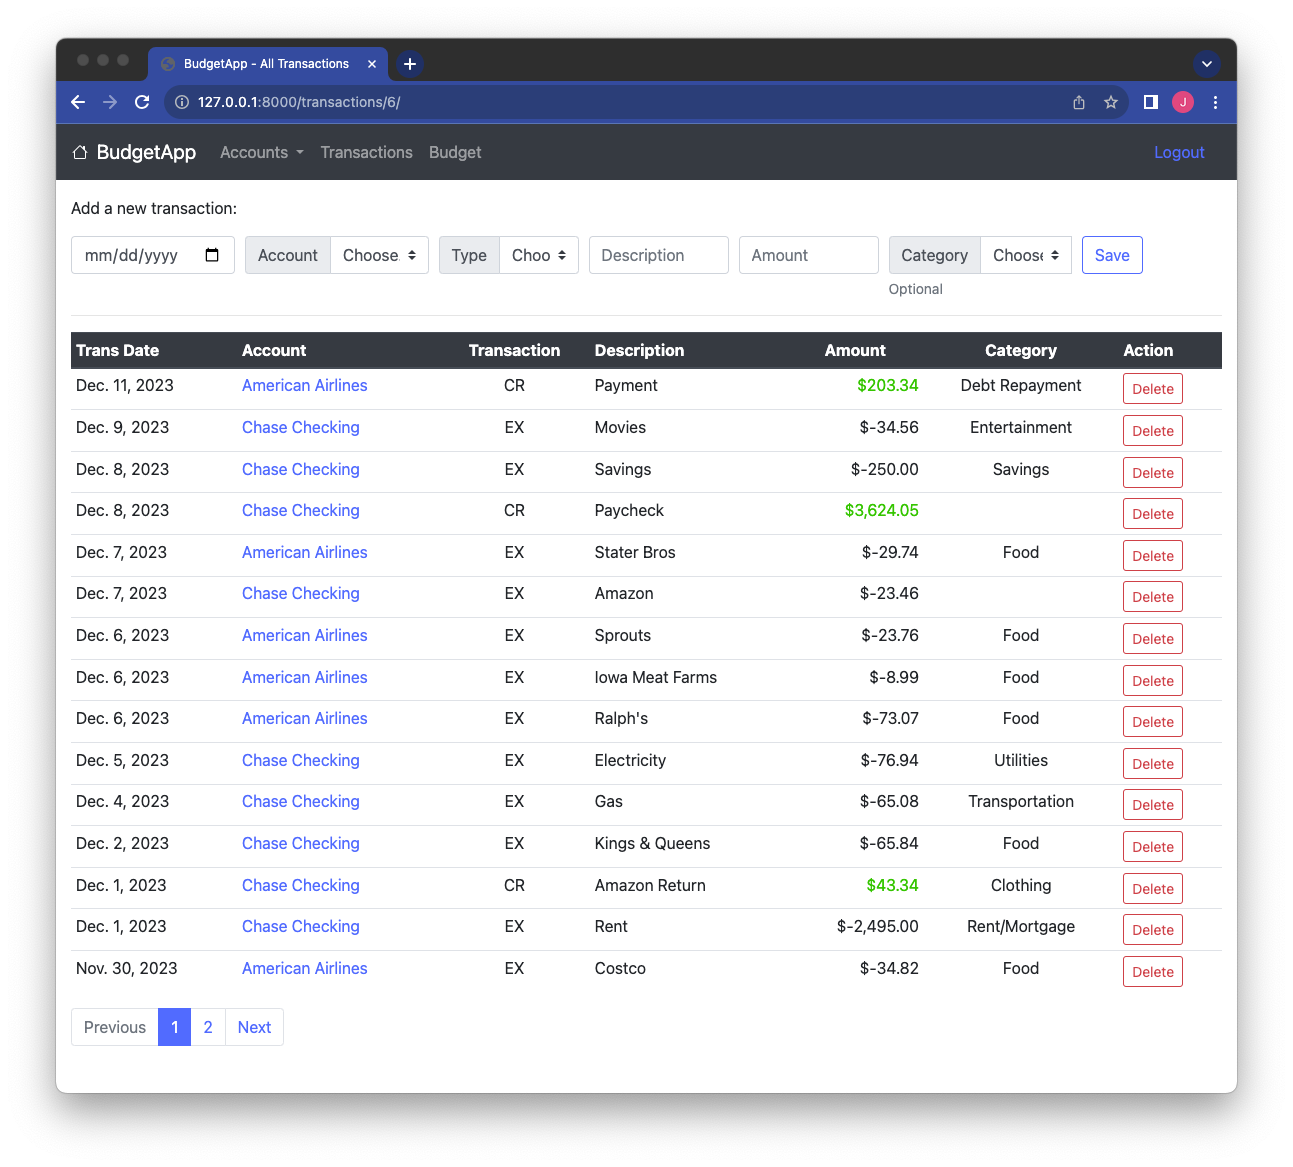 BudgetApp - All Transactions
127.0.0.1:8000/transactions/6/
J
BudgetApp Accounts Transactions Budget Logout
Add a new transaction:
mm/dd/yyyy Account Choose Type Choo Description Amount Category Choose Save
Optional
Trans Date Account Transaction Description Amount Category Action
Dec. 11, 2023 American Airlines CR Payment $203.34 Debt Repayment Delete
Dec. 9, 2023 Chase Checking EX Movies $-34.56 Entertainment Delete
Dec. 8, 2023 Chase Checking EX Savings $-250.00 Savings Delete
Dec. 8, 2023 Chase Checking CR Paycheck $3,624.05 Delete
Dec. 7, 2023 American Airlines EX Stater Bros $-29.74 Food Delete
Dec. 7, 2023 Chase Checking EX Amazon $-23.46 Delete
Dec. 6, 2023 American Airlines EX Sprouts $-23.76 Food Delete
Dec. 6, 2023 American Airlines EX Iowa Meat Farms $-8.99 Food Delete
Dec. 6, 2023 American Airlines EX Ralph's $-73.07 Food Delete
Dec. 5, 2023 Chase Checking EX Electricity $-76.94 Utilities Delete
Dec. 4, 2023 Chase Checking EX Gas $-65.08 Transportation Delete
Dec. 2, 2023 Chase Checking EX Kings & Queens $-65.84 Food Delete
Dec. 1, 2023 Chase Checking CR Amazon Return $43.34 Clothing Delete
Dec. 1, 2023 Chase Checking EX Rent $-2,495.00 Rent/Mortgage Delete
Nov. 30, 2023 American Airlines EX Costco $-34.82 Food Delete
Previous 1 2 Next